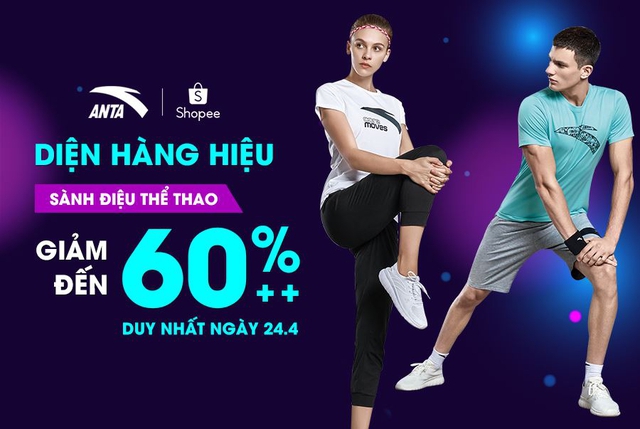 ANTA
Shopee
DIỆN HÀNG HIỆU
SÀNH ĐIỆU THỂ THAO
GIẢM
ĐẾN
60%
++
DUY NHẤT NGÀY 24.4
moves